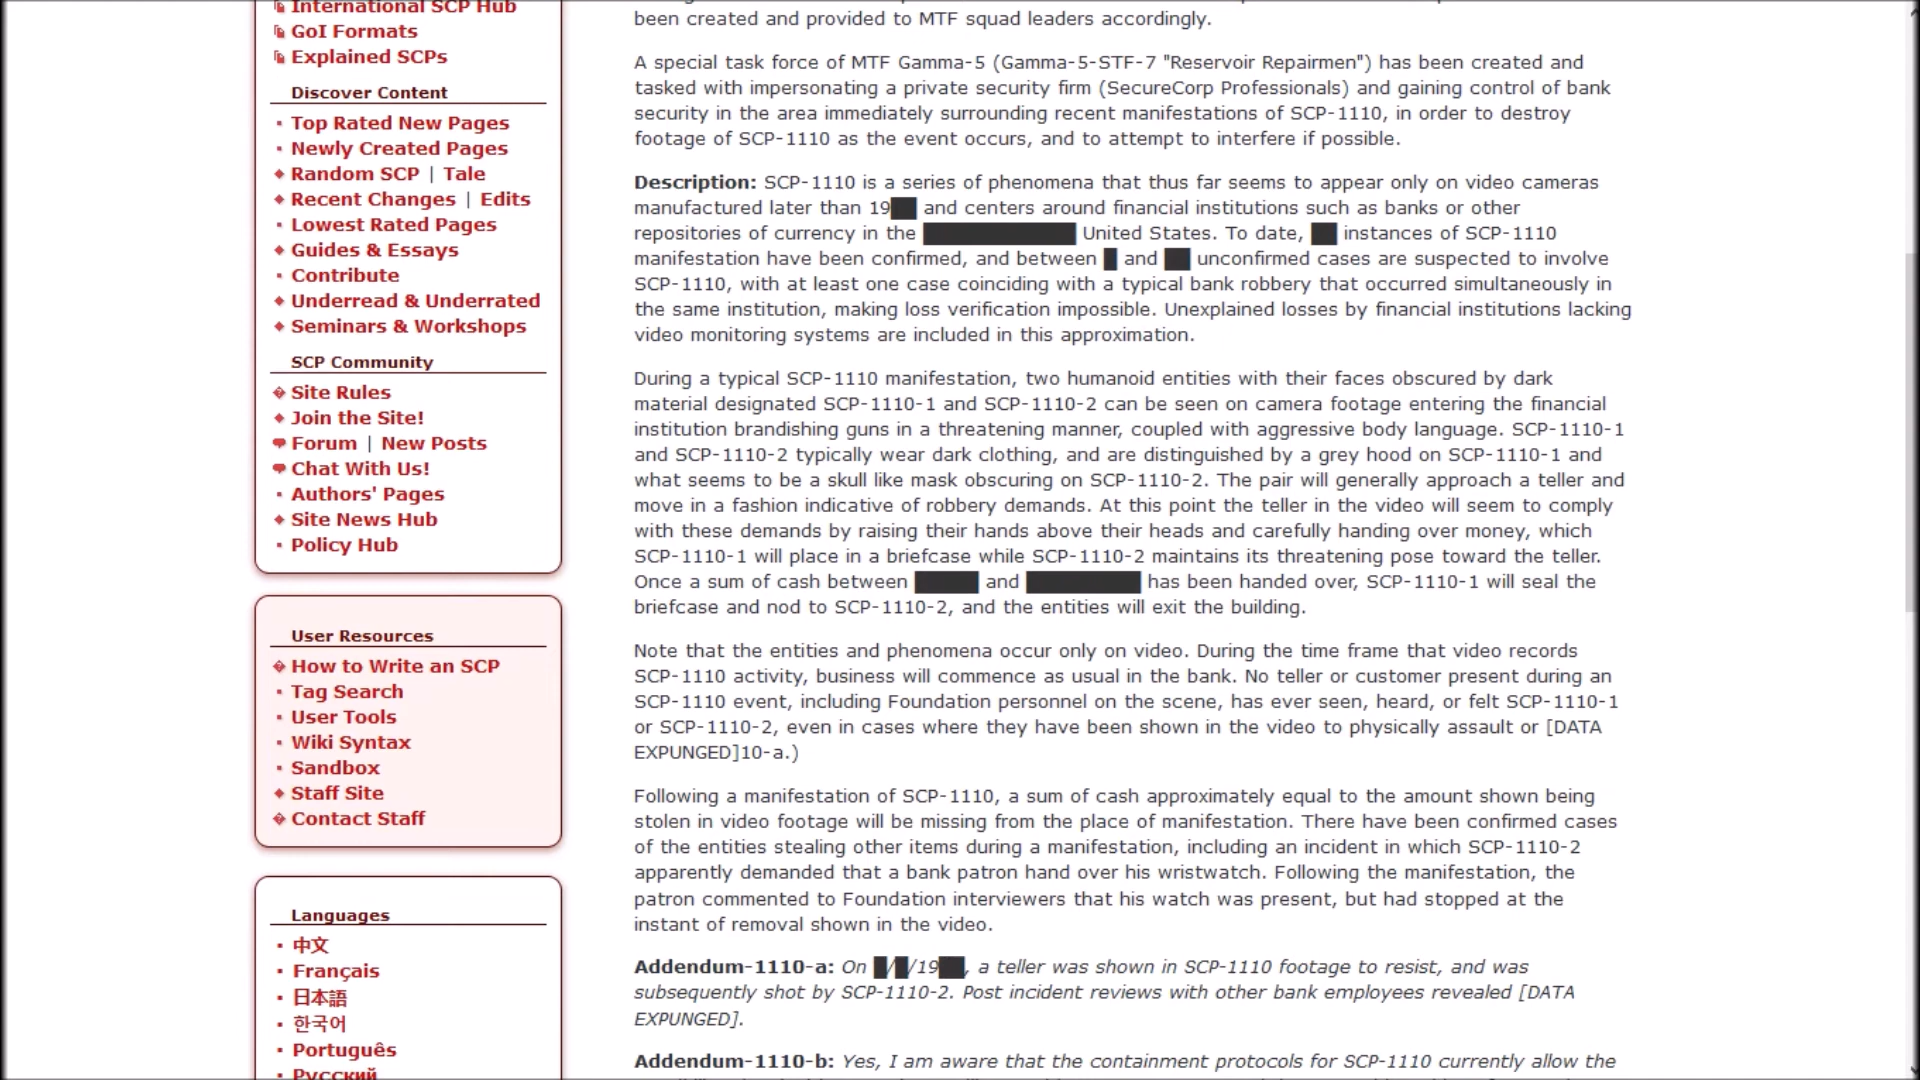 International SCP Hub
GoI Formats
Explained SCPs
Discover Content
Top Rated New Pages
Newly Created Pages
Random SCP | Tale
Recent Changes | Edits
Lowest Rated Pages
Guides & Essays
Contribute
Underread & Underrated
Seminars & Workshops
SCP Community
Site Rules
Join the Site!
Forum | New Posts
Chat With Us!
Authors' Pages
Site News Hub
Policy Hub
User Resources
How to Write an SCP
Tag Search
User Tools
Wiki Syntax
Sandbox
Staff Site
Contact Staff
Languages
中文
Français
日本語
한국어
Português
Русский
been created and provided to MTF squad leaders accordingly.
A special task force of MTF Gamma-5 (Gamma-5-STF-7 "Reservoir Repairmen") has been created and
tasked with impersonating a private security firm (SecureCorp Professionals) and gaining control of bank
security in the area immediately surrounding recent manifestations of SCP-1110, in order to destroy
footage of SCP-1110 as the event occurs, and to attempt to interfere if possible.
Description: SCP-1110 is a series of phenomena that thus far seems to appear only on video cameras
manufactured later than 19██ and centers around financial institutions such as banks or other
repositories of currency in the ████████████ United States. To date, ██ instances of SCP-1110
manifestation have been confirmed, and between █ and ██ unconfirmed cases are suspected to involve
SCP-1110, with at least one case coinciding with a typical bank robbery that occurred simultaneously in
the same institution, making loss verification impossible. Unexplained losses by financial institutions lacking
video monitoring systems are included in this approximation.
During a typical SCP-1110 manifestation, two humanoid entities with their faces obscured by dark
material designated SCP-1110-1 and SCP-1110-2 can be seen on camera footage entering the financial
institution brandishing guns in a threatening manner, coupled with aggressive body language. SCP-1110-1
and SCP-1110-2 typically wear dark clothing, and are distinguished by a grey hood on SCP-1110-1 and
what seems to be a skull like mask obscuring on SCP-1110-2. The pair will generally approach a teller and
move in a fashion indicative of robbery demands. At this point the teller in the video will seem to comply
with these demands by raising their hands above their heads and carefully handing over money, which
SCP-1110-1 will place in a briefcase while SCP-1110-2 maintains its threatening pose toward the teller.
Once a sum of cash between █████ and █████████ has been handed over, SCP-1110-1 will seal the
briefcase and nod to SCP-1110-2, and the entities will exit the building.
Note that the entities and phenomena occur only on video. During the time frame that video records
SCP-1110 activity, business will commence as usual in the bank. No teller or customer present during an
SCP-1110 event, including Foundation personnel on the scene, has ever seen, heard, or felt SCP-1110-1
or SCP-1110-2, even in cases where they have been shown in the video to physically assault or [DATA
EXPUNGED]10-a.)
Following a manifestation of SCP-1110, a sum of cash approximately equal to the amount shown being
stolen in video footage will be missing from the place of manifestation. There have been confirmed cases
of the entities stealing other items during a manifestation, including an incident in which SCP-1110-2
apparently demanded that a bank patron hand over his wristwatch. Following the manifestation, the
patron commented to Foundation interviewers that his watch was present, but had stopped at the
instant of removal shown in the video.
Addendum-1110-a: On █/█/19██, a teller was shown in SCP-1110 footage to resist, and was
subsequently shot by SCP-1110-2. Post incident reviews with other bank employees revealed [DATA
EXPUNGED].
Addendum-1110-b: Yes, I am aware that the containment protocols for SCP-1110 currently allow the